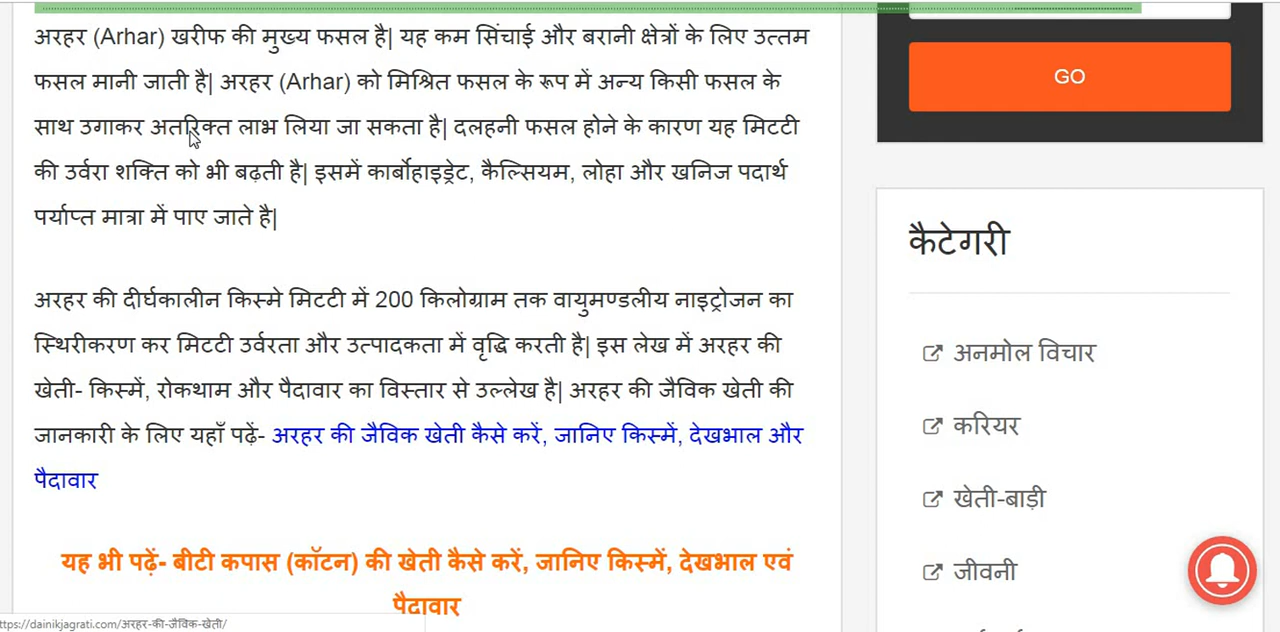 अरहर (Arhar) खरीफ की मुख्य फसल है| यह कम सिंचाई और बरानी क्षेत्रों के लिए उत्तम
फसल मानी जाती है| अरहर (Arhar) को मिश्रित फसल के रूप में अन्य किसी फसल के
साथ उगाकर अतरिक्त लाभ लिया जा सकता है| दलहनी फसल होने के कारण यह मिटटी
की उर्वरा शक्ति को भी बढ़ती है| इसमें कार्बोहाइड्रेट, कैल्सियम, लोहा और खनिज पदार्थ
पर्याप्त मात्रा में पाए जाते है|
अरहर की दीर्घकालीन किस्मे मिटटी में 200 किलोग्राम तक वायुमण्डलीय नाइट्रोजन का
स्थिरीकरण कर मिटटी उर्वरता और उत्पादकता में वृद्धि करती है| इस लेख में अरहर की
खेती- किस्में, रोकथाम और पैदावार का विस्तार से उल्लेख है| अरहर की जैविक खेती की
जानकारी के लिए यहाँ पढ़ें- अरहर की जैविक खेती कैसे करें, जानिए किस्में, देखभाल और
पैदावार
यह भी पढ़ें- बीटी कपास (कॉटन) की खेती कैसे करें, जानिए किस्में, देखभाल एवं
पैदावार
ttps://dainikjagrati.com/अरहर-की-जैविक-खेती/
GO
कैटेगरी
अनमोल विचार
करियर
खेती-बाड़ी
जीवनी